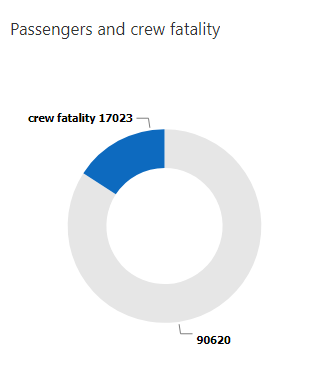 Passengers and crew fatality
crew fatality 17023
90620